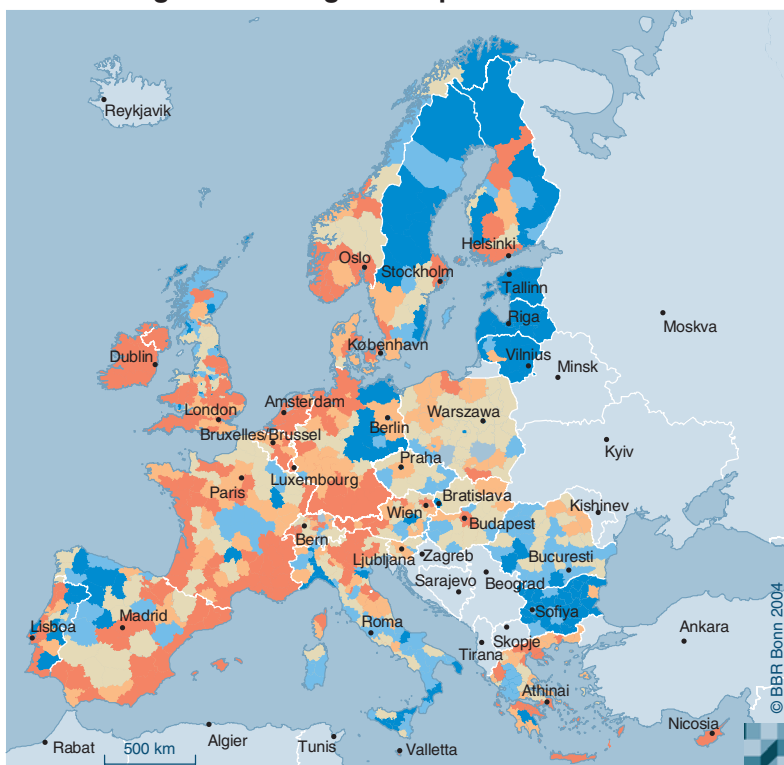 Reykjavik
Helsinki
Oslo
Stockholm
Tallinn
Riga
Moskva
Dublin
København
Vilnius
Minsk
London
Amsterdam
Berlin
Warszawa
Bruxelles/Brussel
Kyiv
Praha
Luxembourg
Paris
Bratislava
Wien
Kishinev
Budapest
Bern
Ljubljana
Zagreb
Bucuresti
Sarajevo
Beograd
Madrid
Lisboa
Roma
Sofiya
Skopje
Tirana
Ankara
Athinai
Nicosia
Rabat
500 km
Algier
Tunis
Valletta
© BBR Bonn 2004